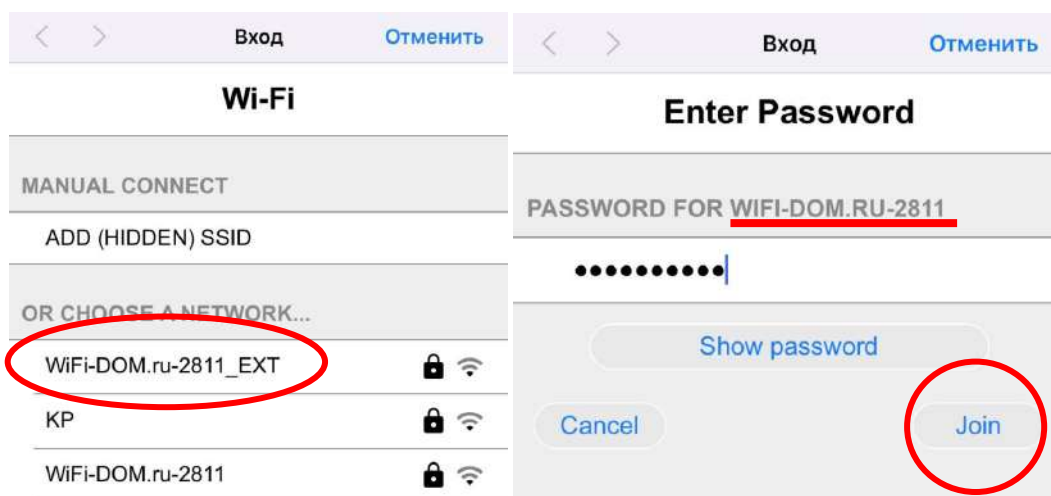 Вход Отменить
Wi-Fi
MANUAL CONNECT
ADD (HIDDEN) SSID
OR CHOOSE A NETWORK...
WiFi-DOM.ru-2811_EXT
KP
WiFi-DOM.ru-2811
Вход Отменить
Enter Password
PASSWORD FOR WIFI-DOM.RU-2811
••••••••••
Show password
Cancel Join